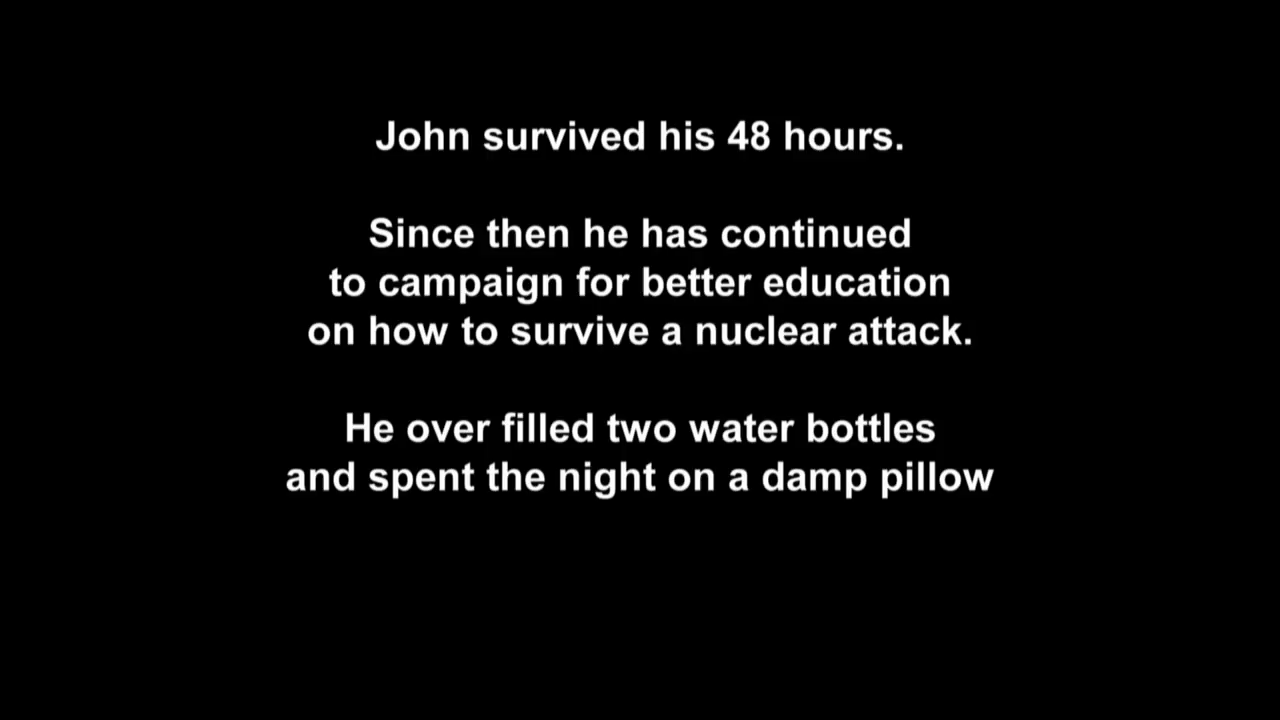 John survived his 48 hours.
Since then he has continued
to campaign for better education
on how to survive a nuclear attack.
He over filled two water bottles
and spent the night on a damp pillow